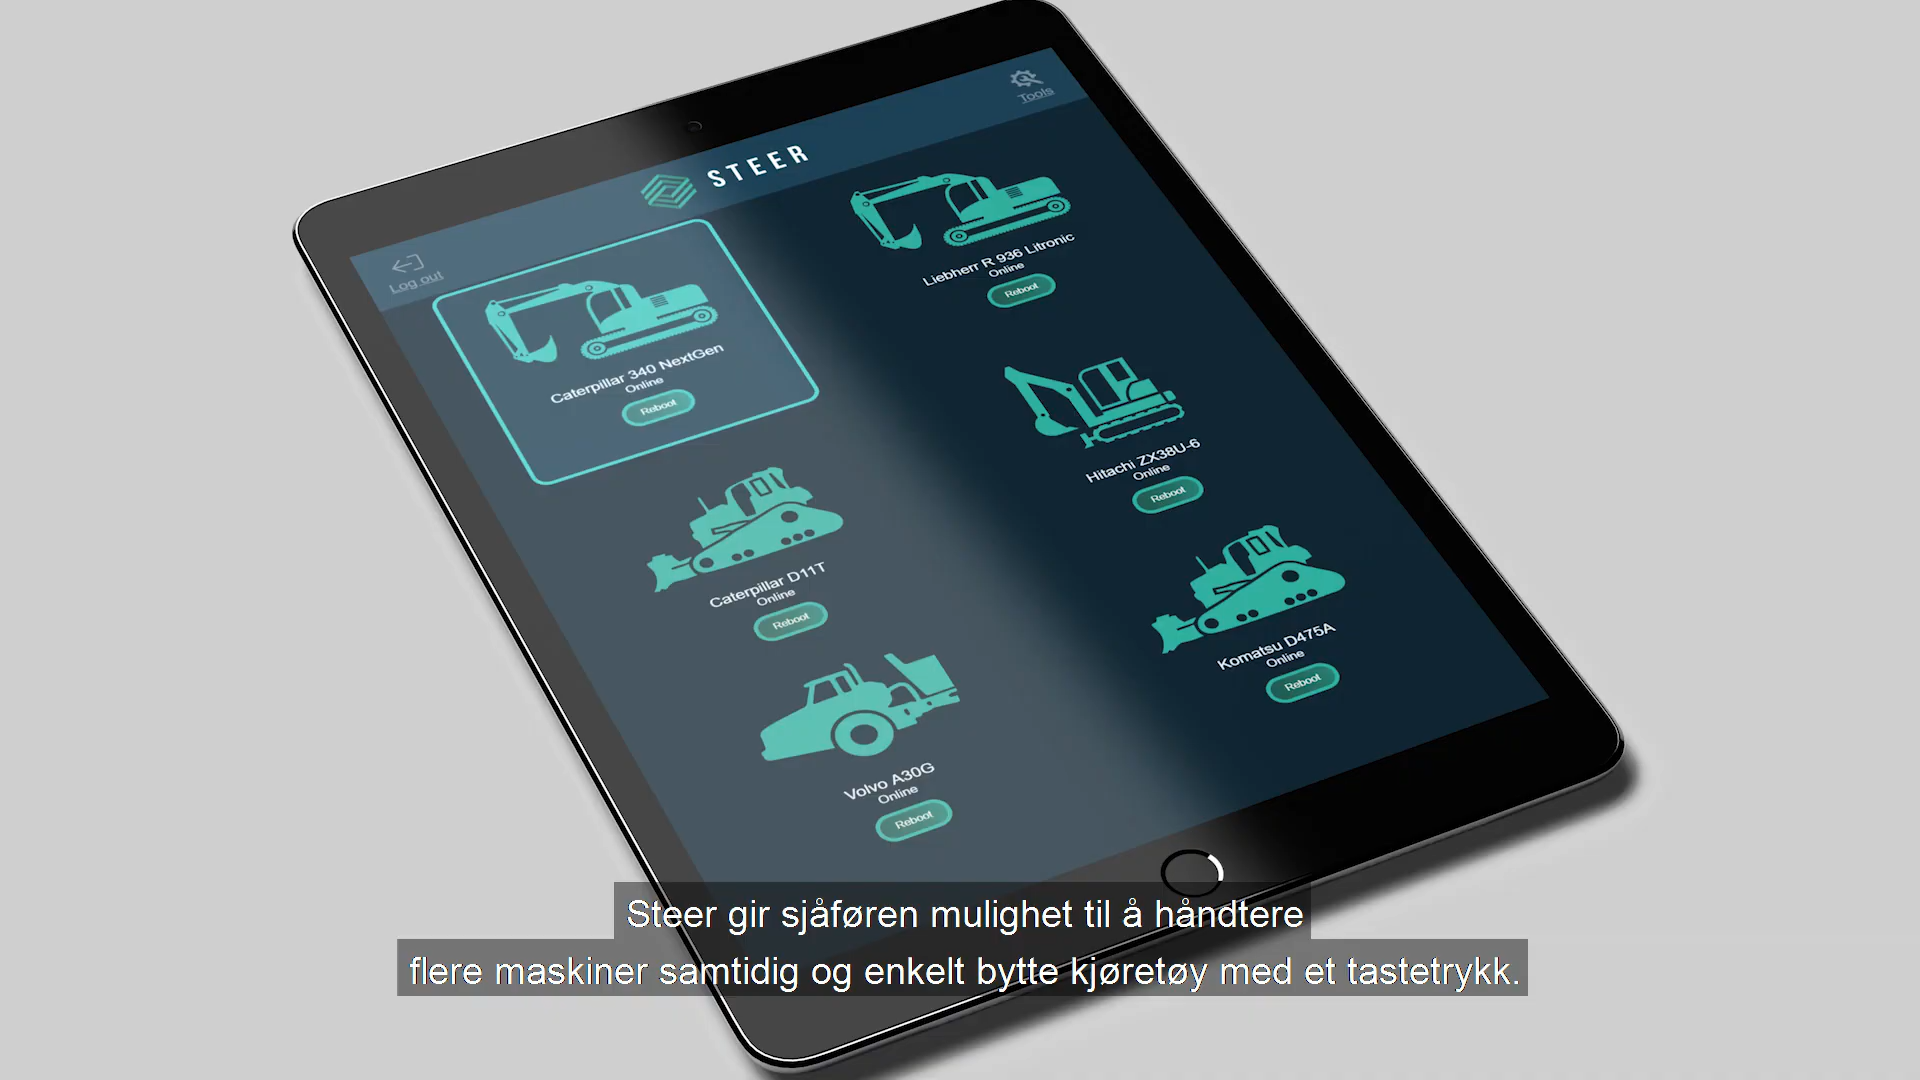 Tools
STEER
Log out
Caterpillar 340 NextGen
Online
Reboot
Liebherr R 936 Litronic
Online
Reboot
Caterpillar D11T
Online
Reboot
Hitachi ZX38U-6
Online
Reboot
Volvo A30G
Online
Reboot
Komatsu D475A
Online
Reboot
Steer gir sjåføren mulighet til å håndtere
flere maskiner samtidig og enkelt bytte kjøretøy med et tastetrykk.